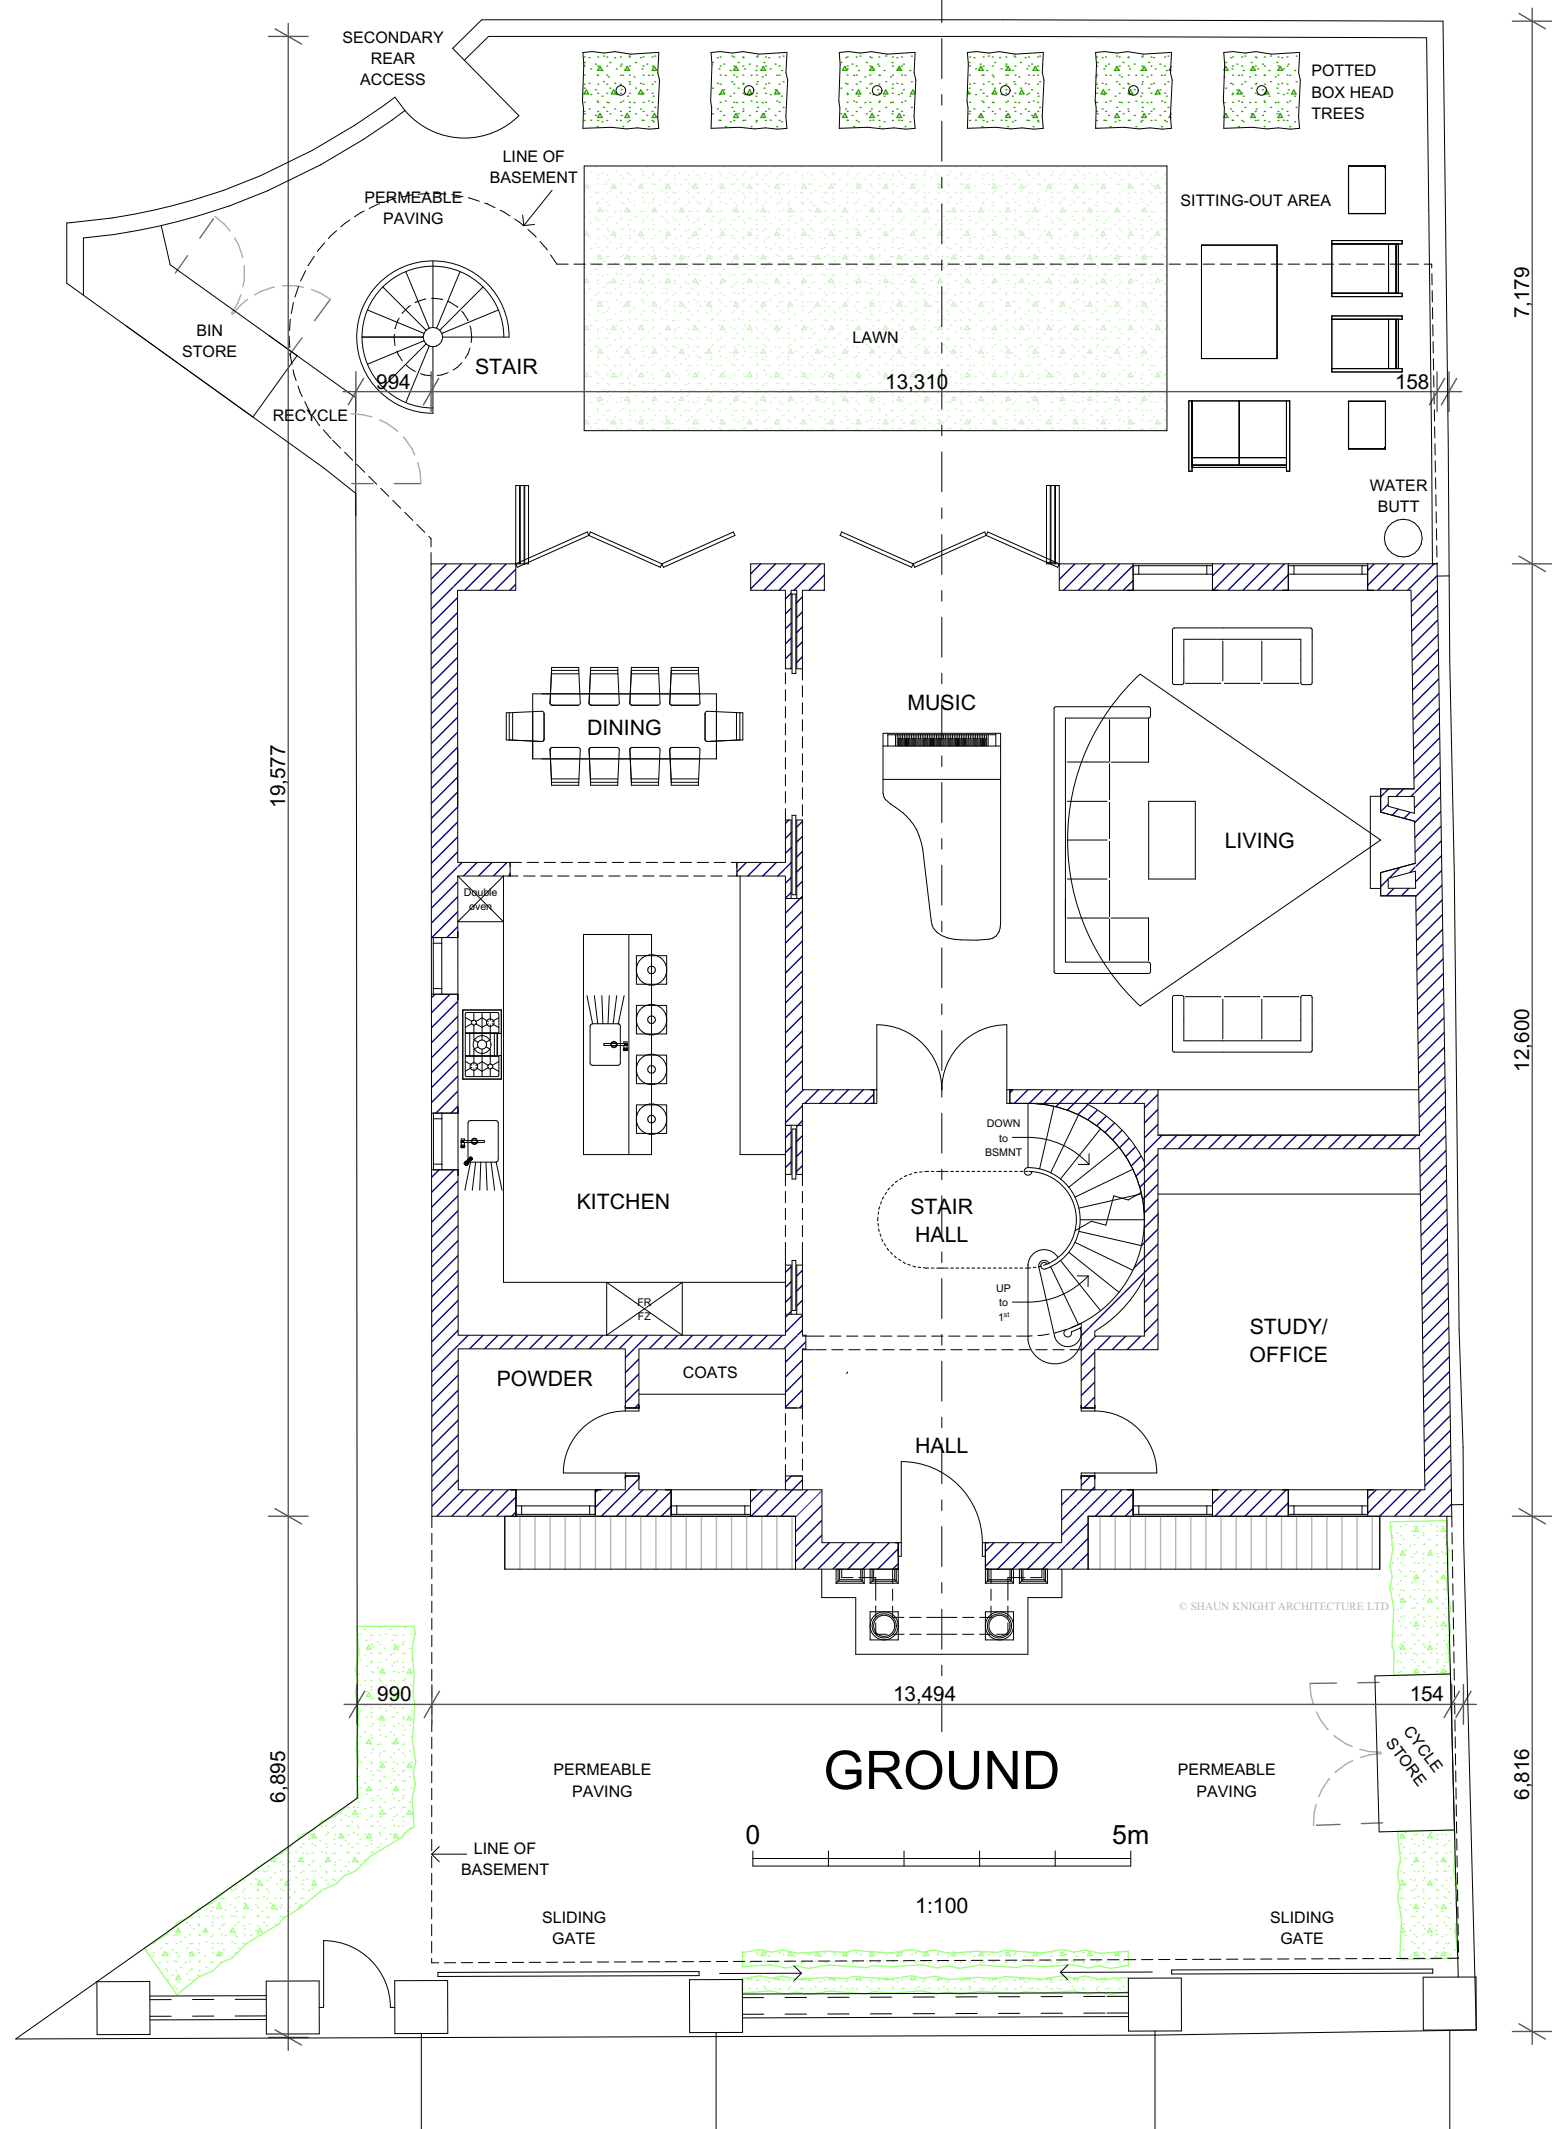 SECONDARY
REAR
ACCESS
POTTED
BOX HEAD
TREES
LINE OF
BASEMENT
PERMEABLE
PAVING
SITTING-OUT AREA
7,179
BIN
STORE
LAWN
STAIR
994
13,310
158
RECYCLE
WATER
BUTT
MUSIC
DINING
19,577
LIVING
Double
oven
12,600
DOWN
to
BSMNT
KITCHEN
STAIR
HALL
UP
to
1st
FR
FZ
STUDY/
OFFICE
POWDER
COATS
HALL
© SHAUN KNIGHT ARCHITECTURE LTD
990
13,494
154
CYCLE
STORE
GROUND
PERMEABLE
PAVING
PERMEABLE
PAVING
6,895
6,816
0 5m
LINE OF
BASEMENT
1:100
SLIDING
GATE
SLIDING
GATE